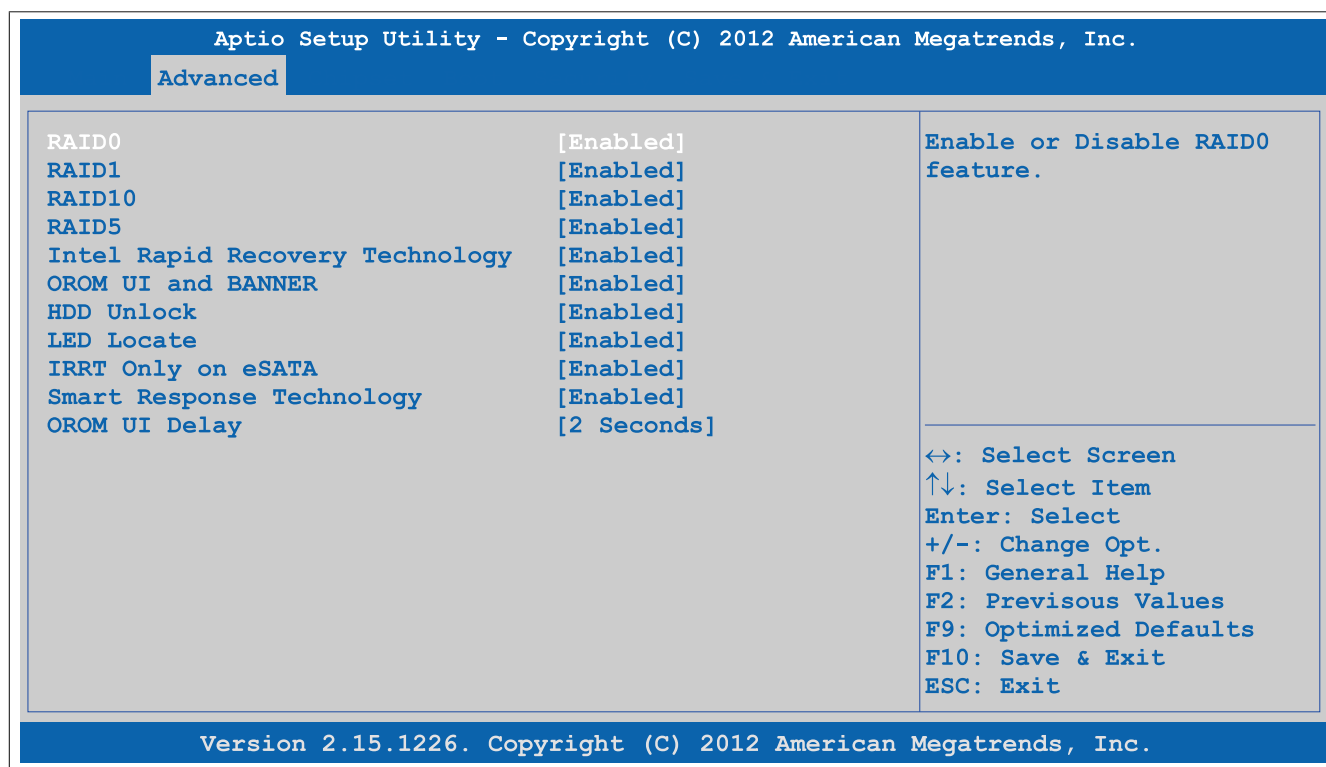 Aptio Setup Utility - Copyright (C) 2012 American Megatrends, Inc.
Advanced
RAID0 [Enabled]
RAID1 [Enabled]
RAID10 [Enabled]
RAID5 [Enabled]
Intel Rapid Recovery Technology [Enabled]
OROM UI and BANNER [Enabled]
HDD Unlock [Enabled]
LED Locate [Enabled]
IRRT Only on eSATA [Enabled]
Smart Response Technology [Enabled]
OROM UI Delay [2 Seconds]
Enable or Disable RAID0
feature.
↔: Select Screen
↑↓: Select Item
Enter: Select
+/-: Change Opt.
F1: General Help
F2: Previsous Values
F9: Optimized Defaults
F10: Save & Exit
ESC: Exit
Version 2.15.1226. Copyright (C) 2012 American Megatrends, Inc.